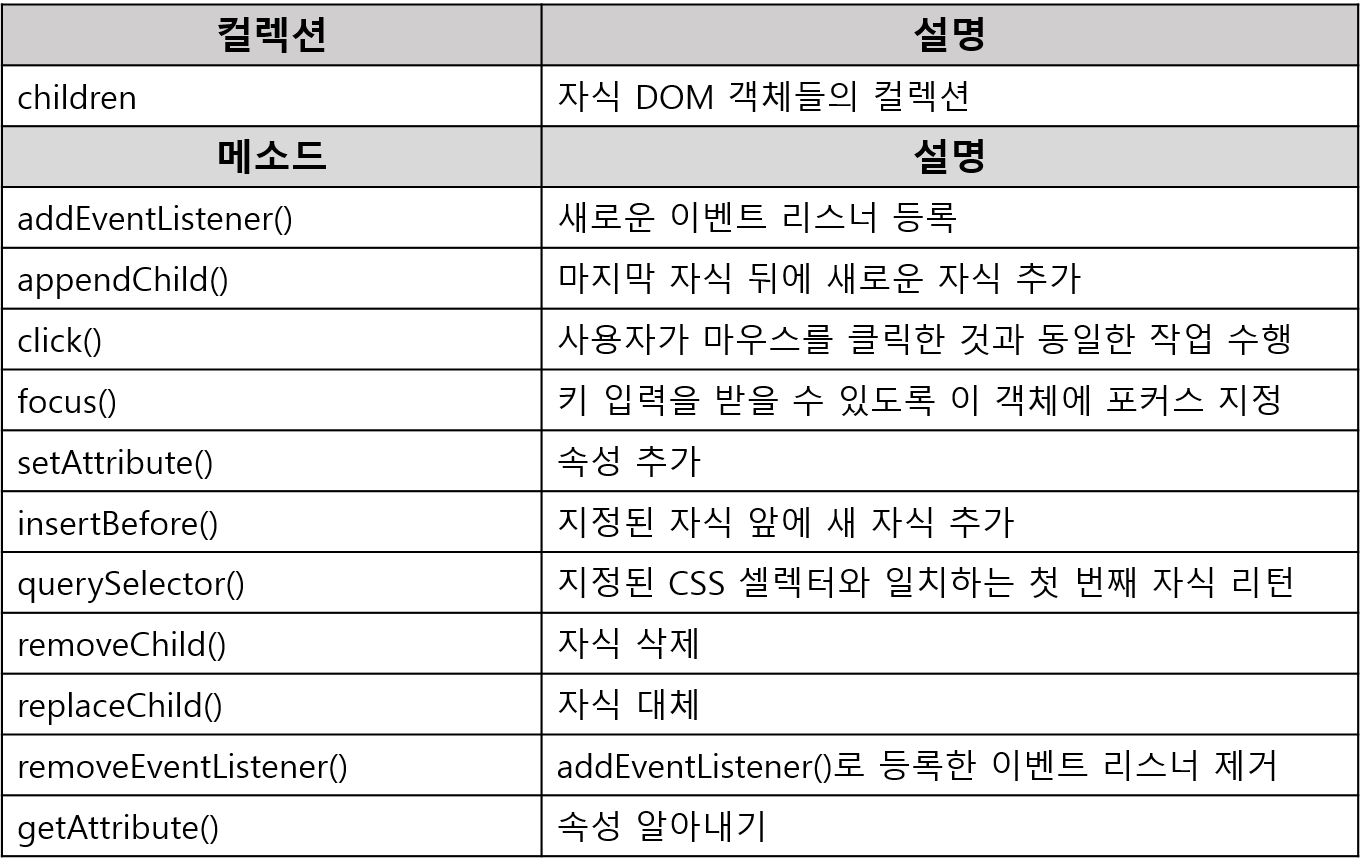 컬렉션 설명
children 자식 DOM 객체들의 컬렉션
메소드 설명
addEventListener() 새로운 이벤트 리스너 등록
appendChild() 마지막 자식 뒤에 새로운 자식 추가
click() 사용자가 마우스를 클릭한 것과 동일한 작업 수행
focus() 키 입력을 받을 수 있도록 이 객체에 포커스 지정
setAttribute() 속성 추가
insertBefore() 지정된 자식 앞에 새 자식 추가
querySelector() 지정된 CSS 셀렉터와 일치하는 첫 번째 자식 리턴
removeChild() 자식 삭제
replaceChild() 자식 대체
removeEventListener() addEventListener()로 등록한 이벤트 리스너 제거
getAttribute() 속성 알아내기